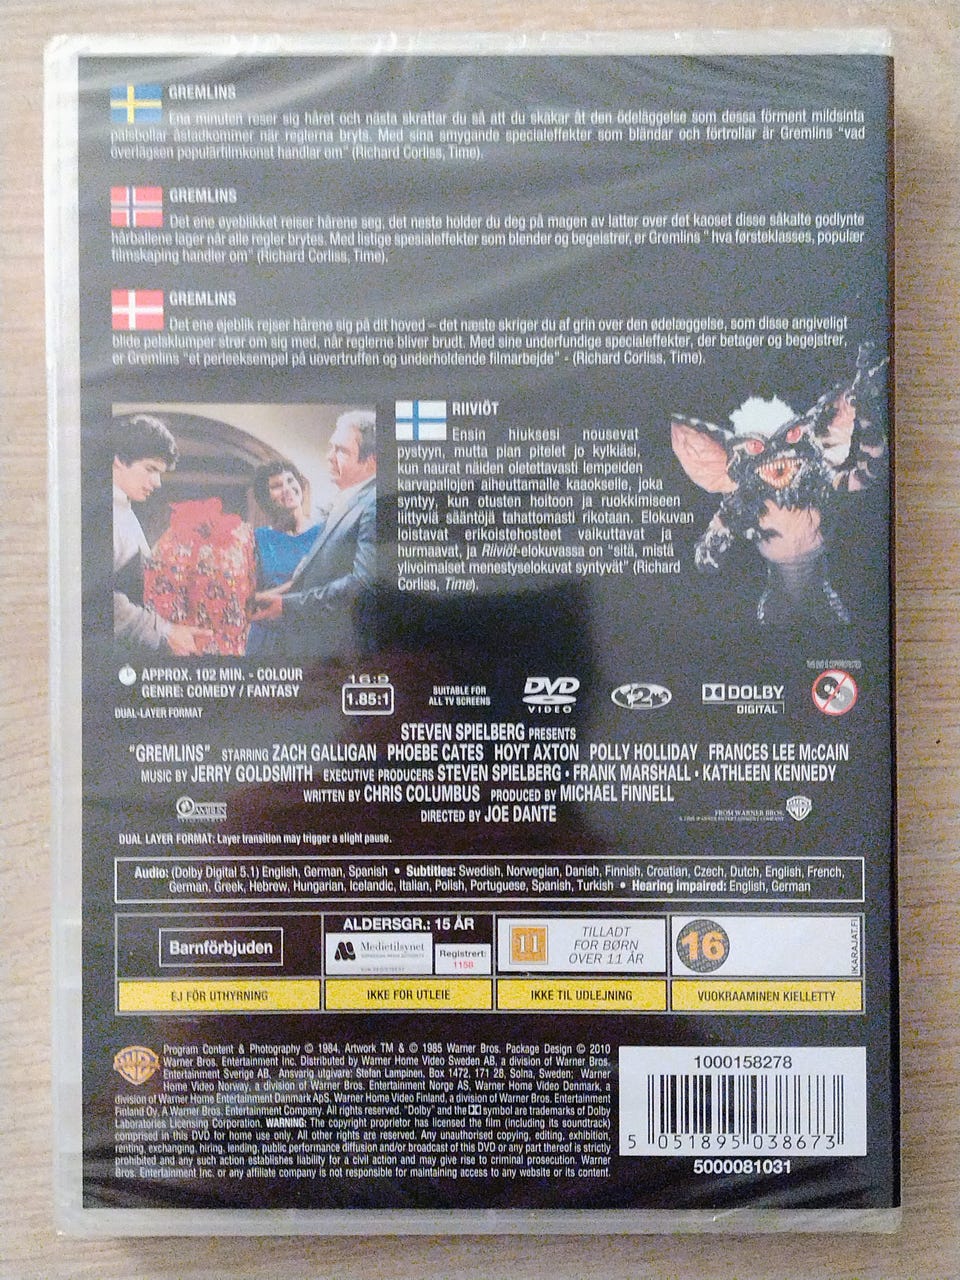 GREMLINS
Ena minuten reser sig håret och nästa skrattar du så att du skakar åt den ödeläggelse som dessa förment mildsinta
pälsbollar åstadkommer när reglerna bryts. Med sina smygande specialeffekter som bländar och förtrollar är Gremlins "vad
överlägsen populärfilmkonst handlar om" (Richard Corliss, Time).
GREMLINS
Det ene øyeblikket reiser hårene seg, det neste holder du deg på magen av latter over det kaoset disse såkalte godlynte
hårballene lager når alle regler brytes. Med listige spesialeffekter som blender og begeistrer, er Gremlins " hva førsteklasses, populær
filmskaping handler om" (Richard Corliss, Time).
GREMLINS
Det ene øjeblik rejser hårene sig på dit hoved – det næste skriger du af grin over den ødelæggelse, som disse angiveligt
blide pelsklumper strør om sig med, når reglerne bliver brudt. Med sine underfundige specialeffekter, der betager og begejstrer,
er Gremlins "et perleeksempel på uovertruffen og underholdende filmarbejde" - (Richard Corliss, Time).
RIIVIÖT
Ensin hiuksesi nousevat
pystyyn, mutta pian pitelet jo kylkiäsi,
kun naurat näiden oletettavasti lempeiden
karvapallojen aiheuttamalle kaaokselle, joka
syntyy, kun otusten hoitoon ja ruokkimiseen
liittyviä sääntöjä tahattomasti rikotaan. Elokuvan
loistavat erikoistehosteet vaikuttavat ja
hurmaavat, ja Riiviöt-elokuvassa on "sitä, mistä
ylivoimaiset menestyselokuvat syntyvät" (Richard
Corliss, Time).
APPROX. 102 MIN. - COLOUR
GENRE: COMEDY / FANTASY
DUAL-LAYER FORMAT
16:9
1.85:1
SUITABLE FOR
ALL TV SCREENS
DVD
VIDEO
2
DOLBY
DIGITAL
THIS DVD IS COPY PROTECTED
STEVEN SPIELBERG PRESENTS
"GREMLINS" STARRING ZACH GALLIGAN PHOEBE CATES HOYT AXTON POLLY HOLLIDAY FRANCES LEE McCAIN
MUSIC BY JERRY GOLDSMITH EXECUTIVE PRODUCERS STEVEN SPIELBERG • FRANK MARSHALL • KATHLEEN KENNEDY
WRITTEN BY CHRIS COLUMBUS PRODUCED BY MICHAEL FINNELL
DIRECTED BY JOE DANTE
AMBLIN
FROM WARNER BROS.
A TIME WARNER ENTERTAINMENT COMPANY
DUAL LAYER FORMAT: Layer transition may trigger a slight pause.
Audio: (Dolby Digital 5.1) English, German, Spanish • Subtitles: Swedish, Norwegian, Danish, Finnish, Croatian, Czech, Dutch, English, French,
German, Greek, Hebrew, Hungarian, Icelandic, Italian, Polish, Portuguese, Spanish, Turkish • Hearing impaired: English, German
Barnförbjuden
EJ FÖR UTHYRNING
ALDERSGR.: 15 ÅR
Medietilsynet
Registrert:
1158
IKKE FOR UTLEIE
11
TILLADT
FOR BØRN
OVER 11 ÅR
IKKE TIL UDLEJNING
16
IKARAJAT.FI
VUOKRAAMINEN KIELLETTY
Program Content & Photography © 1984, Artwork TM & © 1985 Warner Bros. Package Design © 2010
Warner Bros. Entertainment Inc. Distributed by Warner Home Video Sweden AB, a division of Warner Bros.
Entertainment Sverige AB. Ansvarig utgivare: Stefan Lampinen, Box 1472, 171 28, Solna, Sweden; Warner
Home Video Norway, a division of Warner Bros. Entertainment Norge AS, Warner Home Video Denmark, a
division of Warner Bros. Entertainment Denmark ApS. Warner Home Video Finland, a division of Warner Bros. Entertainment
Finland Oy. A Warner Bros. Entertainment Company. All rights reserved. "Dolby" and the DD symbol are trademarks of Dolby
Laboratories Licensing Corporation. WARNING: The copyright proprietor has licensed the film (including its soundtrack)
comprised in this DVD for home use only. All other rights are reserved. Any unauthorised copying, editing, exhibition,
renting, exchanging, hiring, lending, public performance diffusion and/or broadcast of this DVD or any part thereof is strictly
prohibited and any such action establishes liability for a civil action and may give rise to criminal prosecution. Warner
Bros. Entertainment Inc. or any affiliate company is not responsible for maintaining access to any website or its content.
1000158278
5 051895 038673
5000081031